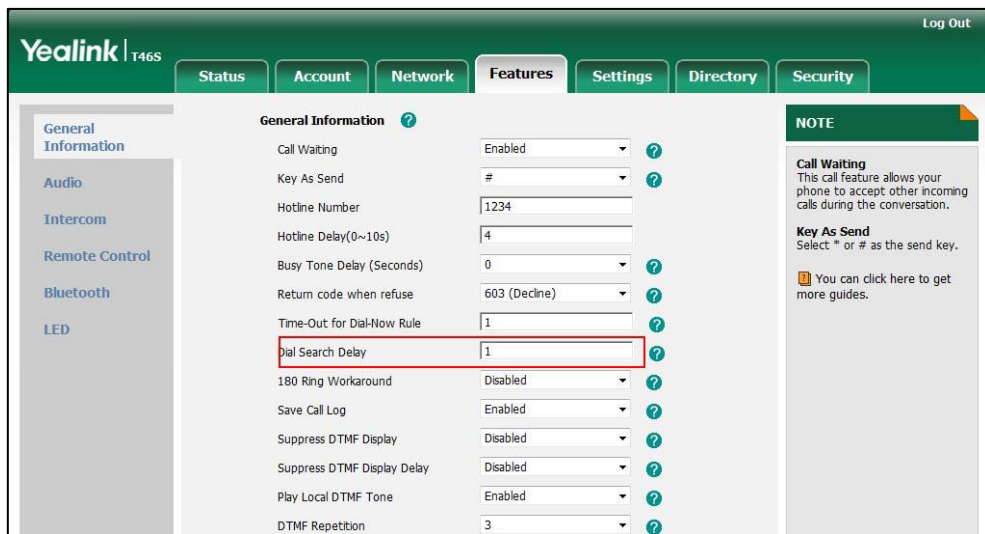 Log Out
Yealink T46S
Status Account Network Features Settings Directory Security
General
Information
Audio
Intercom
Remote Control
Bluetooth
LED
General Information ?
Call Waiting Enabled ?
Key As Send # ?
Hotline Number 1234
Hotline Delay(0~10s) 4
Busy Tone Delay (Seconds) 0 ?
Return code when refuse 603 (Decline) ?
Time-Out for Dial-Now Rule 1 ?
Dial Search Delay 1 ?
180 Ring Workaround Disabled ?
Save Call Log Enabled ?
Suppress DTMF Display Disabled ?
Suppress DTMF Display Delay Disabled ?
Play Local DTMF Tone Enabled ?
DTMF Repetition 3 ?
NOTE
Call Waiting
This call feature allows your
phone to accept other incoming
calls during the conversation.
Key As Send
Select * or # as the send key.
? You can click here to get
more guides.